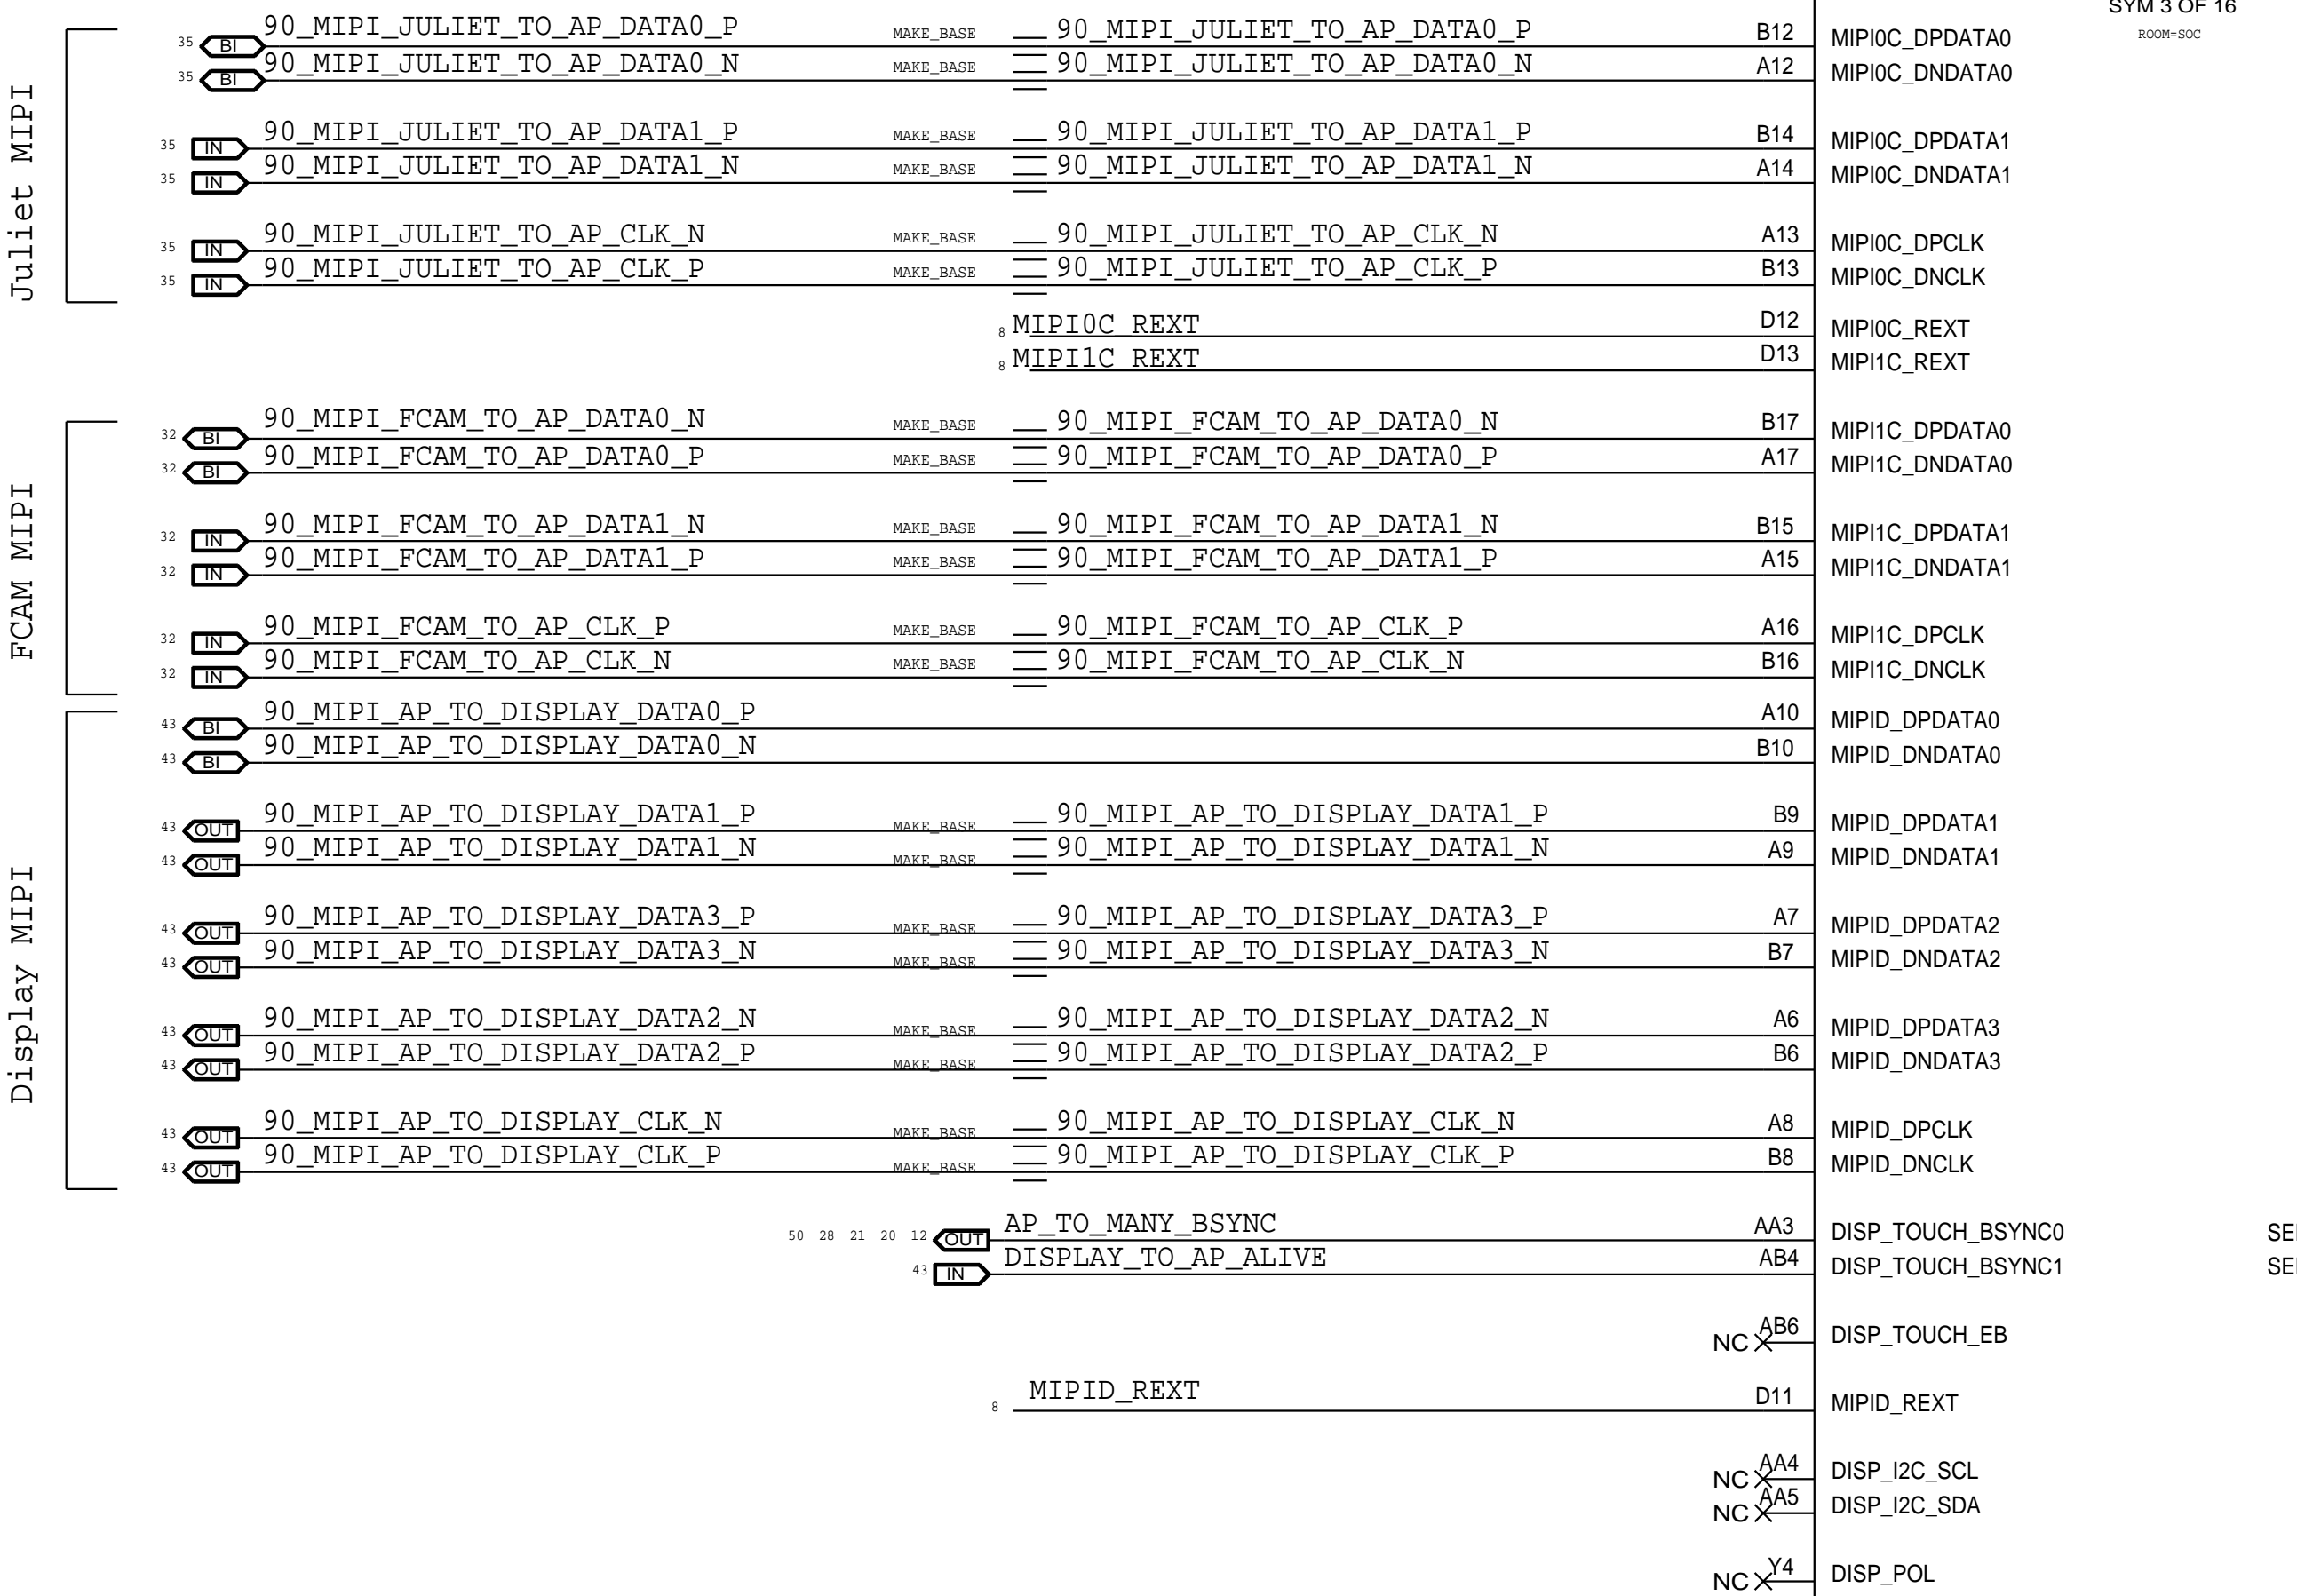 SYM 3 OF 16
ROOM=SOC
Juliet MIPI
35 BI 90_MIPI_JULIET_TO_AP_DATA0_P MAKE_BASE 90_MIPI_JULIET_TO_AP_DATA0_P B12 MIPI0C_DPDATA0
35 BI 90_MIPI_JULIET_TO_AP_DATA0_N MAKE_BASE 90_MIPI_JULIET_TO_AP_DATA0_N A12 MIPI0C_DNDATA0
35 IN 90_MIPI_JULIET_TO_AP_DATA1_P MAKE_BASE 90_MIPI_JULIET_TO_AP_DATA1_P B14 MIPI0C_DPDATA1
35 IN 90_MIPI_JULIET_TO_AP_DATA1_N MAKE_BASE 90_MIPI_JULIET_TO_AP_DATA1_N A14 MIPI0C_DNDATA1
35 IN 90_MIPI_JULIET_TO_AP_CLK_N MAKE_BASE 90_MIPI_JULIET_TO_AP_CLK_N A13 MIPI0C_DPCLK
35 IN 90_MIPI_JULIET_TO_AP_CLK_P MAKE_BASE 90_MIPI_JULIET_TO_AP_CLK_P B13 MIPI0C_DNCLK
8 MIPI0C_REXT D12 MIPI0C_REXT
8 MIPI1C_REXT D13 MIPI1C_REXT
FCAM MIPI
32 BI 90_MIPI_FCAM_TO_AP_DATA0_N MAKE_BASE 90_MIPI_FCAM_TO_AP_DATA0_N B17 MIPI1C_DPDATA0
32 BI 90_MIPI_FCAM_TO_AP_DATA0_P MAKE_BASE 90_MIPI_FCAM_TO_AP_DATA0_P A17 MIPI1C_DNDATA0
32 IN 90_MIPI_FCAM_TO_AP_DATA1_N MAKE_BASE 90_MIPI_FCAM_TO_AP_DATA1_N B15 MIPI1C_DPDATA1
32 IN 90_MIPI_FCAM_TO_AP_DATA1_P MAKE_BASE 90_MIPI_FCAM_TO_AP_DATA1_P A15 MIPI1C_DNDATA1
32 IN 90_MIPI_FCAM_TO_AP_CLK_P MAKE_BASE 90_MIPI_FCAM_TO_AP_CLK_P A16 MIPI1C_DPCLK
32 IN 90_MIPI_FCAM_TO_AP_CLK_N MAKE_BASE 90_MIPI_FCAM_TO_AP_CLK_N B16 MIPI1C_DNCLK
Display MIPI
43 BI 90_MIPI_AP_TO_DISPLAY_DATA0_P A10 MIPID_DPDATA0
43 BI 90_MIPI_AP_TO_DISPLAY_DATA0_N B10 MIPID_DNDATA0
43 OUT 90_MIPI_AP_TO_DISPLAY_DATA1_P MAKE_BASE 90_MIPI_AP_TO_DISPLAY_DATA1_P B9 MIPID_DPDATA1
43 OUT 90_MIPI_AP_TO_DISPLAY_DATA1_N MAKE_BASE 90_MIPI_AP_TO_DISPLAY_DATA1_N A9 MIPID_DNDATA1
43 OUT 90_MIPI_AP_TO_DISPLAY_DATA3_P MAKE_BASE 90_MIPI_AP_TO_DISPLAY_DATA3_P A7 MIPID_DPDATA2
43 OUT 90_MIPI_AP_TO_DISPLAY_DATA3_N MAKE_BASE 90_MIPI_AP_TO_DISPLAY_DATA3_N B7 MIPID_DNDATA2
43 OUT 90_MIPI_AP_TO_DISPLAY_DATA2_N MAKE_BASE 90_MIPI_AP_TO_DISPLAY_DATA2_N A6 MIPID_DPDATA3
43 OUT 90_MIPI_AP_TO_DISPLAY_DATA2_P MAKE_BASE 90_MIPI_AP_TO_DISPLAY_DATA2_P B6 MIPID_DNDATA3
43 OUT 90_MIPI_AP_TO_DISPLAY_CLK_N MAKE_BASE 90_MIPI_AP_TO_DISPLAY_CLK_N A8 MIPID_DPCLK
43 OUT 90_MIPI_AP_TO_DISPLAY_CLK_P MAKE_BASE 90_MIPI_AP_TO_DISPLAY_CLK_P B8 MIPID_DNCLK
50 28 21 20 12 OUT AP_TO_MANY_BSYNC AA3 DISP_TOUCH_BSYNC0
43 IN DISPLAY_TO_AP_ALIVE AB4 DISP_TOUCH_BSYNC1
NC AB6 DISP_TOUCH_EB
8 MIPID_REXT D11 MIPID_REXT
NC AA4 DISP_I2C_SCL
NC AA5 DISP_I2C_SDA
NC Y4 DISP_POL